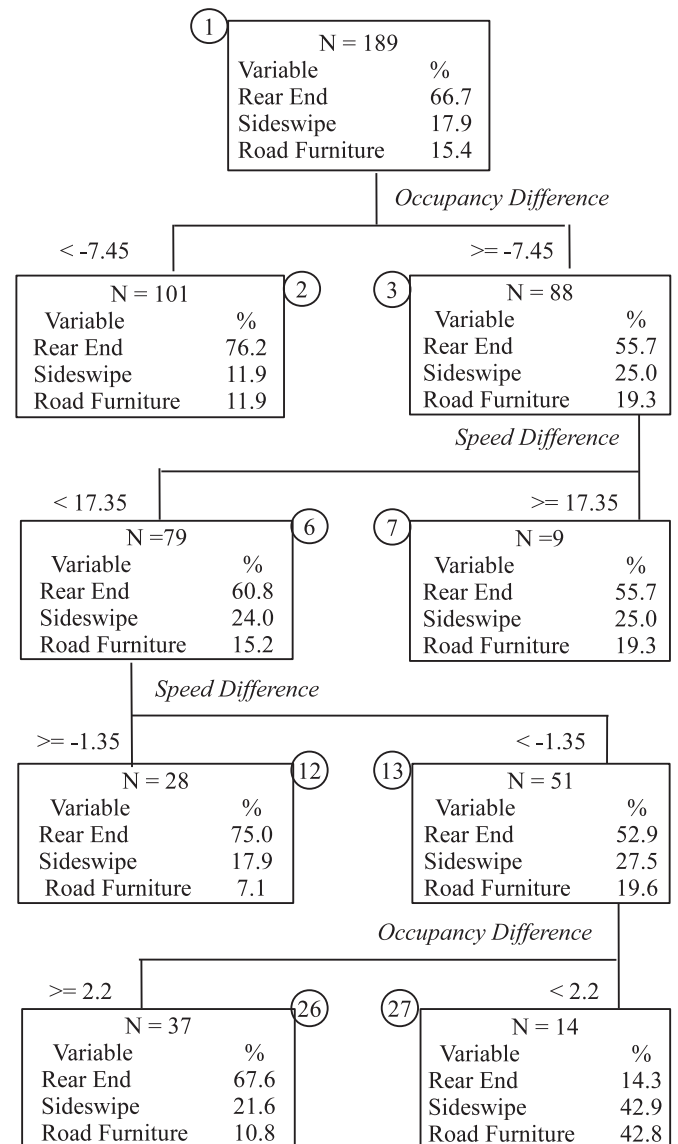 1
N = 189
Variable %
Rear End 66.7
Sideswipe 17.9
Road Furniture 15.4
Occupancy Difference
< -7.45
>= -7.45
2
N = 101
Variable %
Rear End 76.2
Sideswipe 11.9
Road Furniture 11.9
3
N = 88
Variable %
Rear End 55.7
Sideswipe 25.0
Road Furniture 19.3
Speed Difference
< 17.35
>= 17.35
6
N =79
Variable %
Rear End 60.8
Sideswipe 24.0
Road Furniture 15.2
7
N =9
Variable %
Rear End 55.7
Sideswipe 25.0
Road Furniture 19.3
Speed Difference
>= -1.35
< -1.35
12
N = 28
Variable %
Rear End 75.0
Sideswipe 17.9
Road Furniture 7.1
13
N = 51
Variable %
Rear End 52.9
Sideswipe 27.5
Road Furniture 19.6
Occupancy Difference
>= 2.2
< 2.2
26
N = 37
Variable %
Rear End 67.6
Sideswipe 21.6
Road Furniture 10.8
27
N = 14
Variable %
Rear End 14.3
Sideswipe 42.9
Road Furniture 42.8